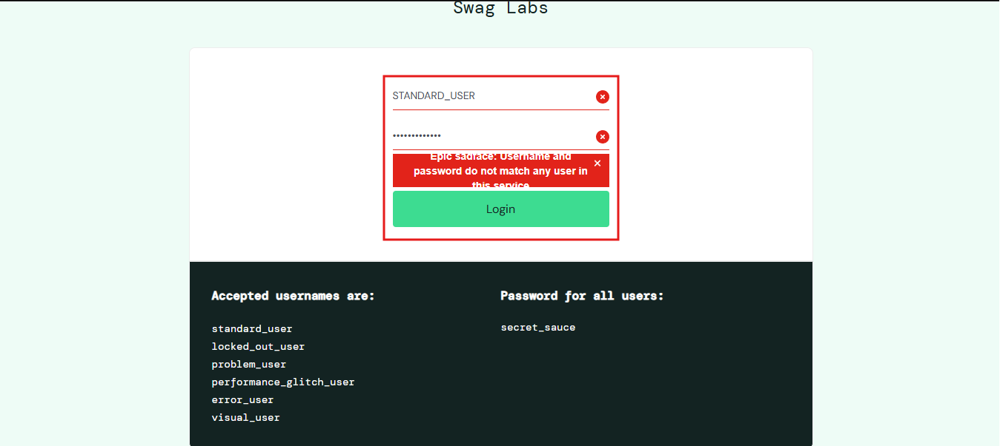 Swag Labs
STANDARD_USER
•••••••••••••
Epic sadface: Username and
password do not match any user in
this service
Login
Accepted usernames are:
standard_user
locked_out_user
problem_user
performance_glitch_user
error_user
visual_user
Password for all users:
secret_sauce